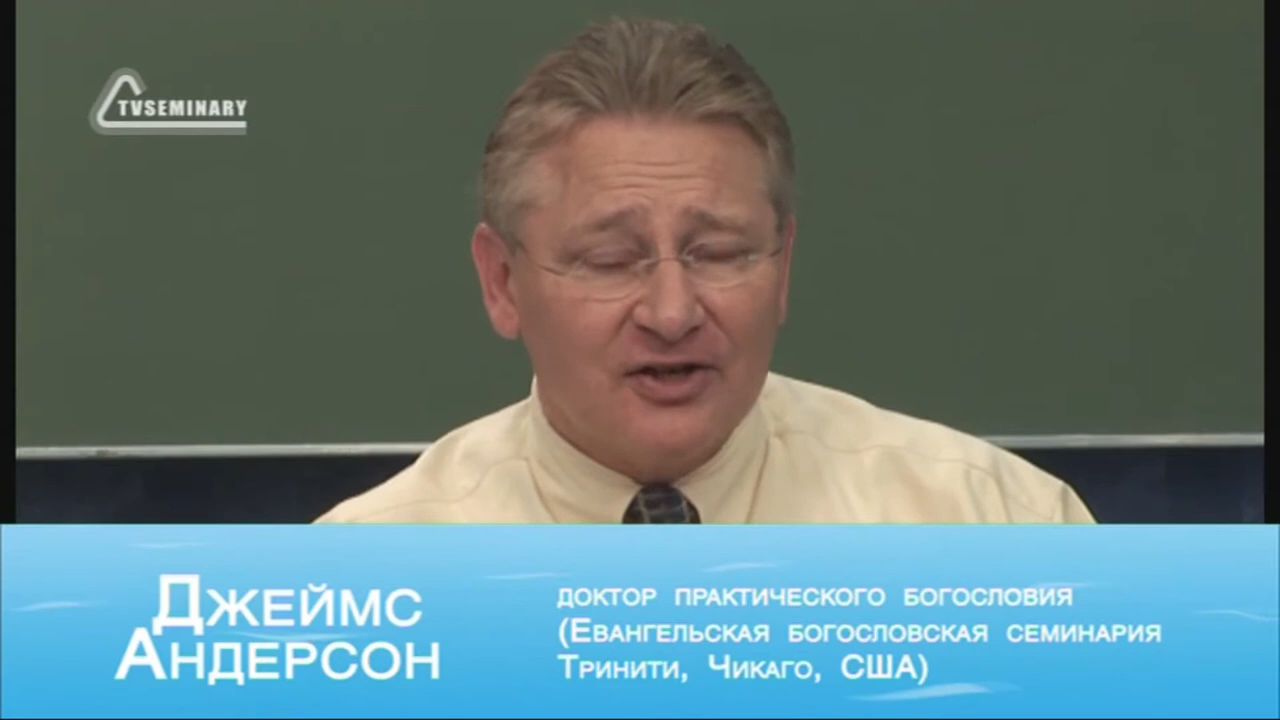 TVSEMINARY
Джеймс
Андерсон
доктор практического богословия
(Евангельская богословская семинария
Тринити, Чикаго, США)